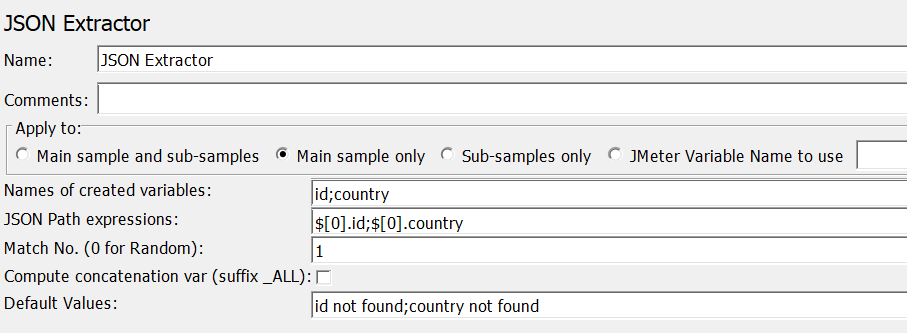 JSON Extractor
Name: JSON Extractor
Comments:
Apply to:
Main sample and sub-samples Main sample only Sub-samples only JMeter Variable Name to use
Names of created variables: id;country
JSON Path expressions: $[0].id;$[0].country
Match No. (0 for Random): 1
Compute concatenation var (suffix _ALL):
Default Values: id not found;country not found